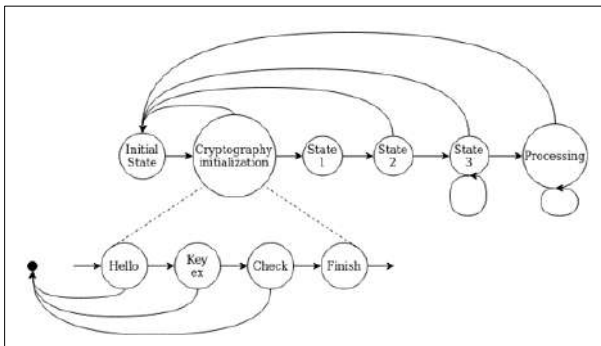 Initial
State
Cryptography
initialization
State
1
State
2
State
3
Processing
Hello
Key
ex
Check
Finish